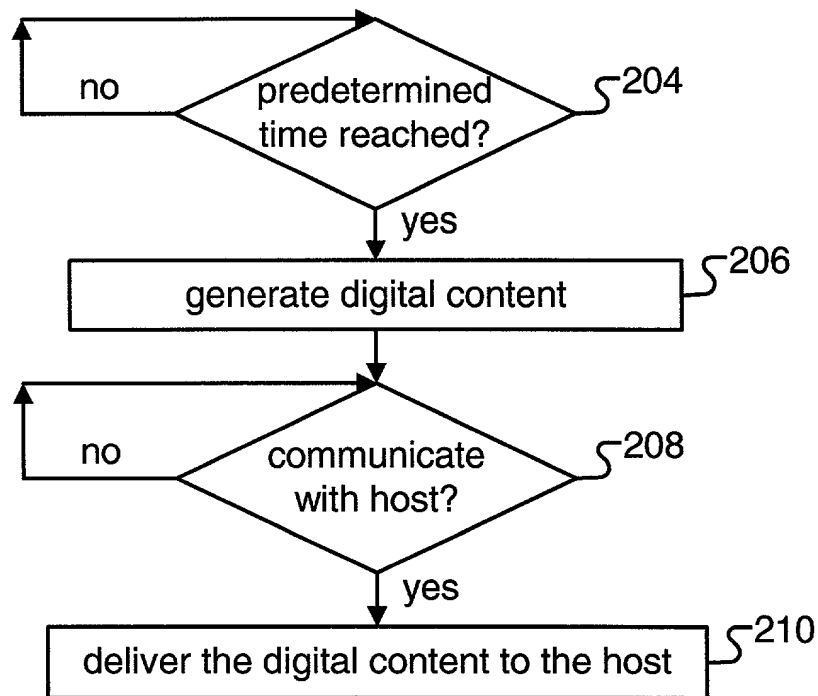 predetermined
time reached?
no
204
yes
generate digital content
206
communicate
with host?
no
208
yes
deliver the digital content to the host
210